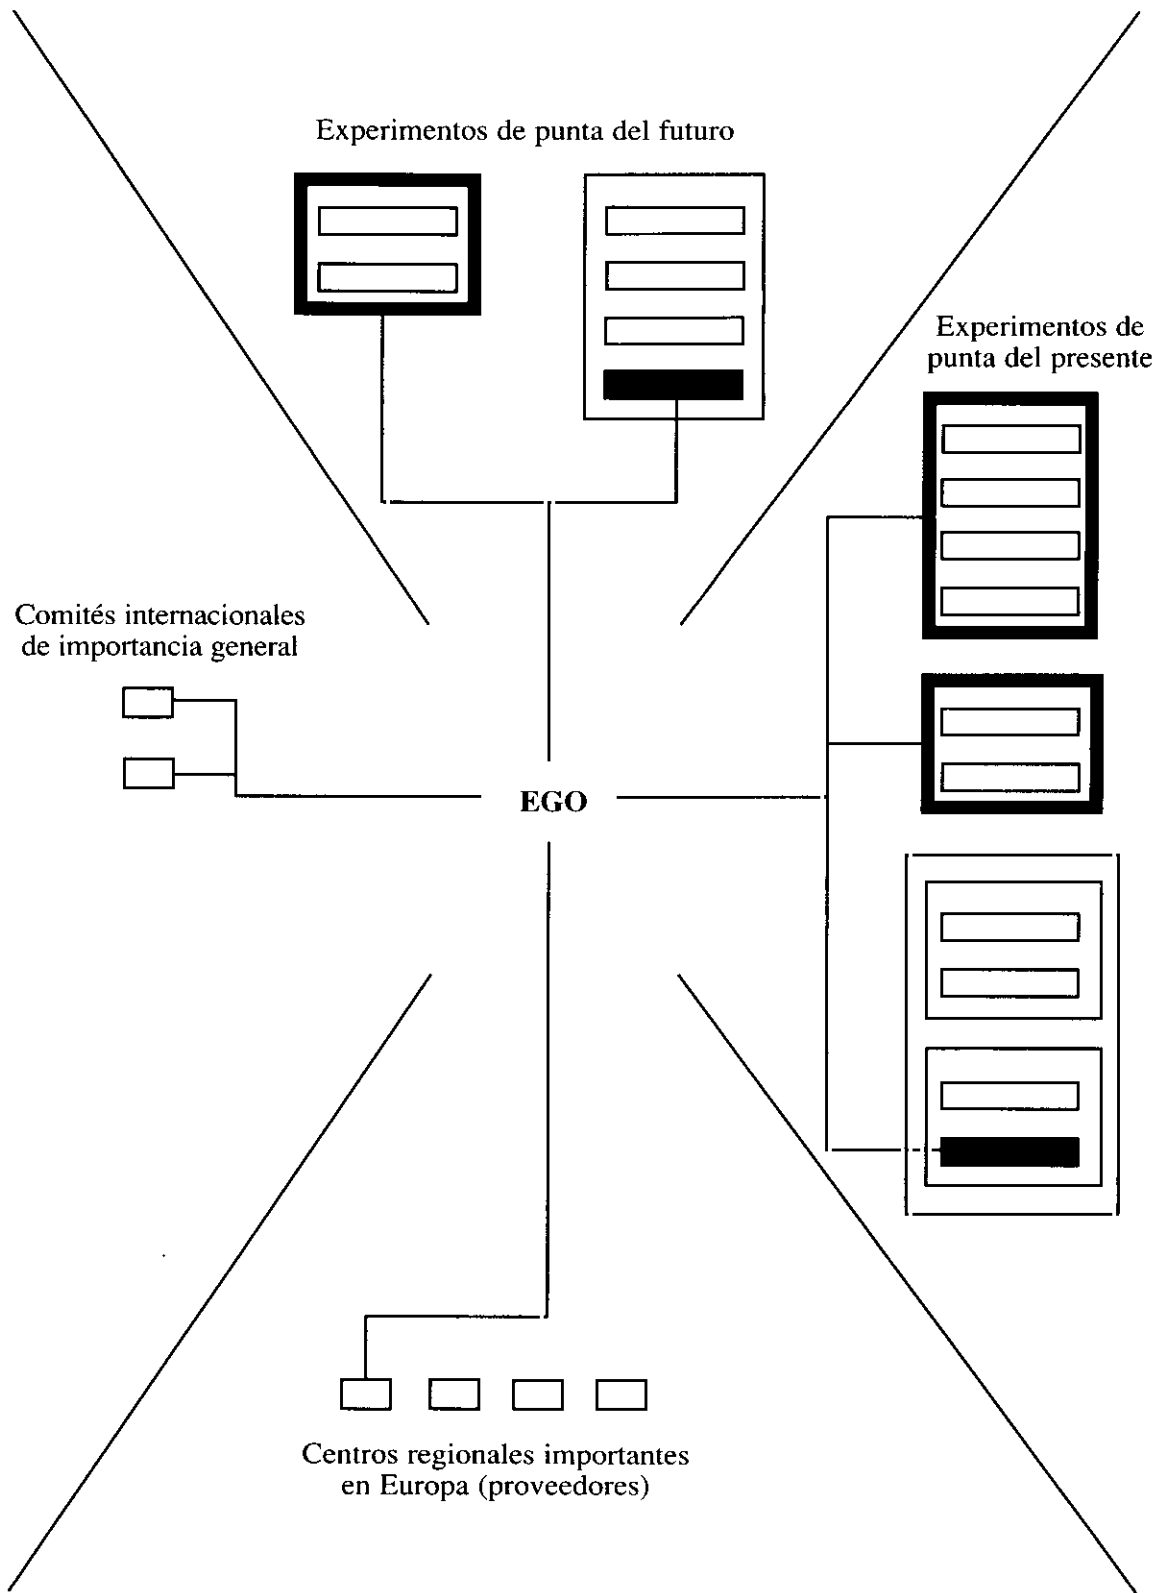 Experimentos de punta del futuro
Experimentos de
punta del presente
Comités internacionales
de importancia general
EGO
Centros regionales importantes
en Europa (proveedores)